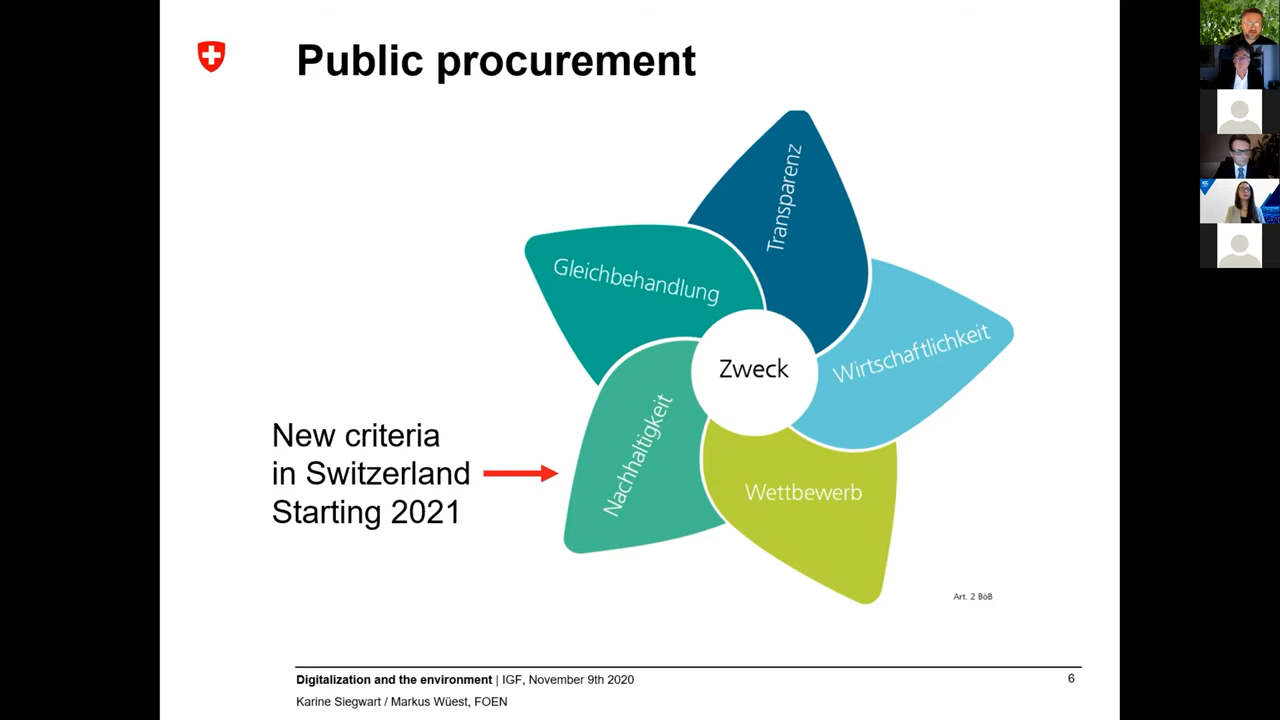 Public procurement
Transparenz
Gleichbehandlung
Wirtschaftlichkeit
Zweck
Nachhaltigkeit
Wettbewerb
New criteria
in Switzerland
Starting 2021
Art. 2 BöB
Digitalization and the environment | IGF, November 9th 2020
6
Karine Siegwart / Markus Wüest, FOEN